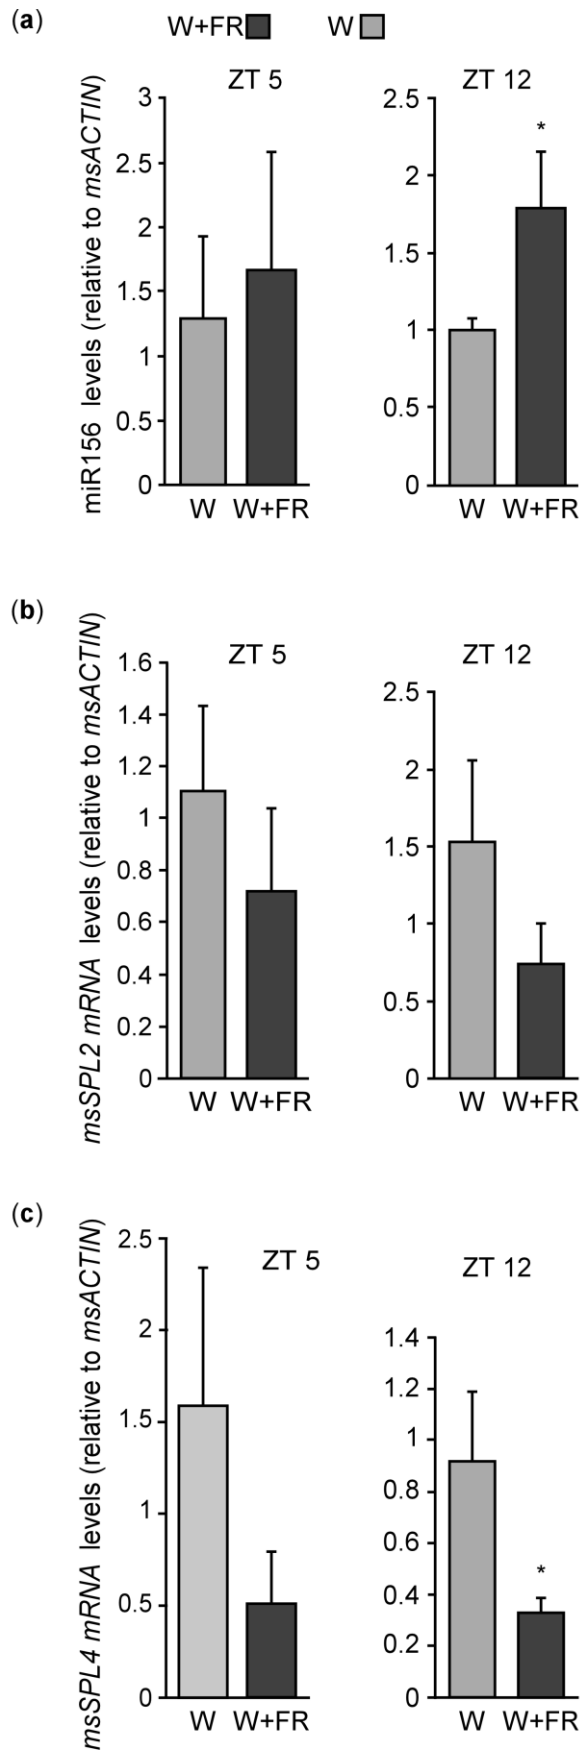 (a)
W+FR W
miR156 levels (relative to msACTIN)
ZT 5
3
2.5
2
1.5
1
0.5
0
W W+FR
ZT 12
2.5
2
1.5
1
0.5
0
*
W W+FR
(b)
msSPL2 mRNA levels (relative to msACTIN)
ZT 5
1.6
1.4
1.2
1
0.8
0.6
0.4
0.2
0
W W+FR
ZT 12
2.5
2
1.5
1
0.5
0
W W+FR
(c)
msSPL4 mRNA levels (relative to msACTIN)
ZT 5
2.5
2
1.5
1
0.5
0
W W+FR
ZT 12
1.4
1.2
1
0.8
0.6
0.4
0.2
0
*
W W+FR